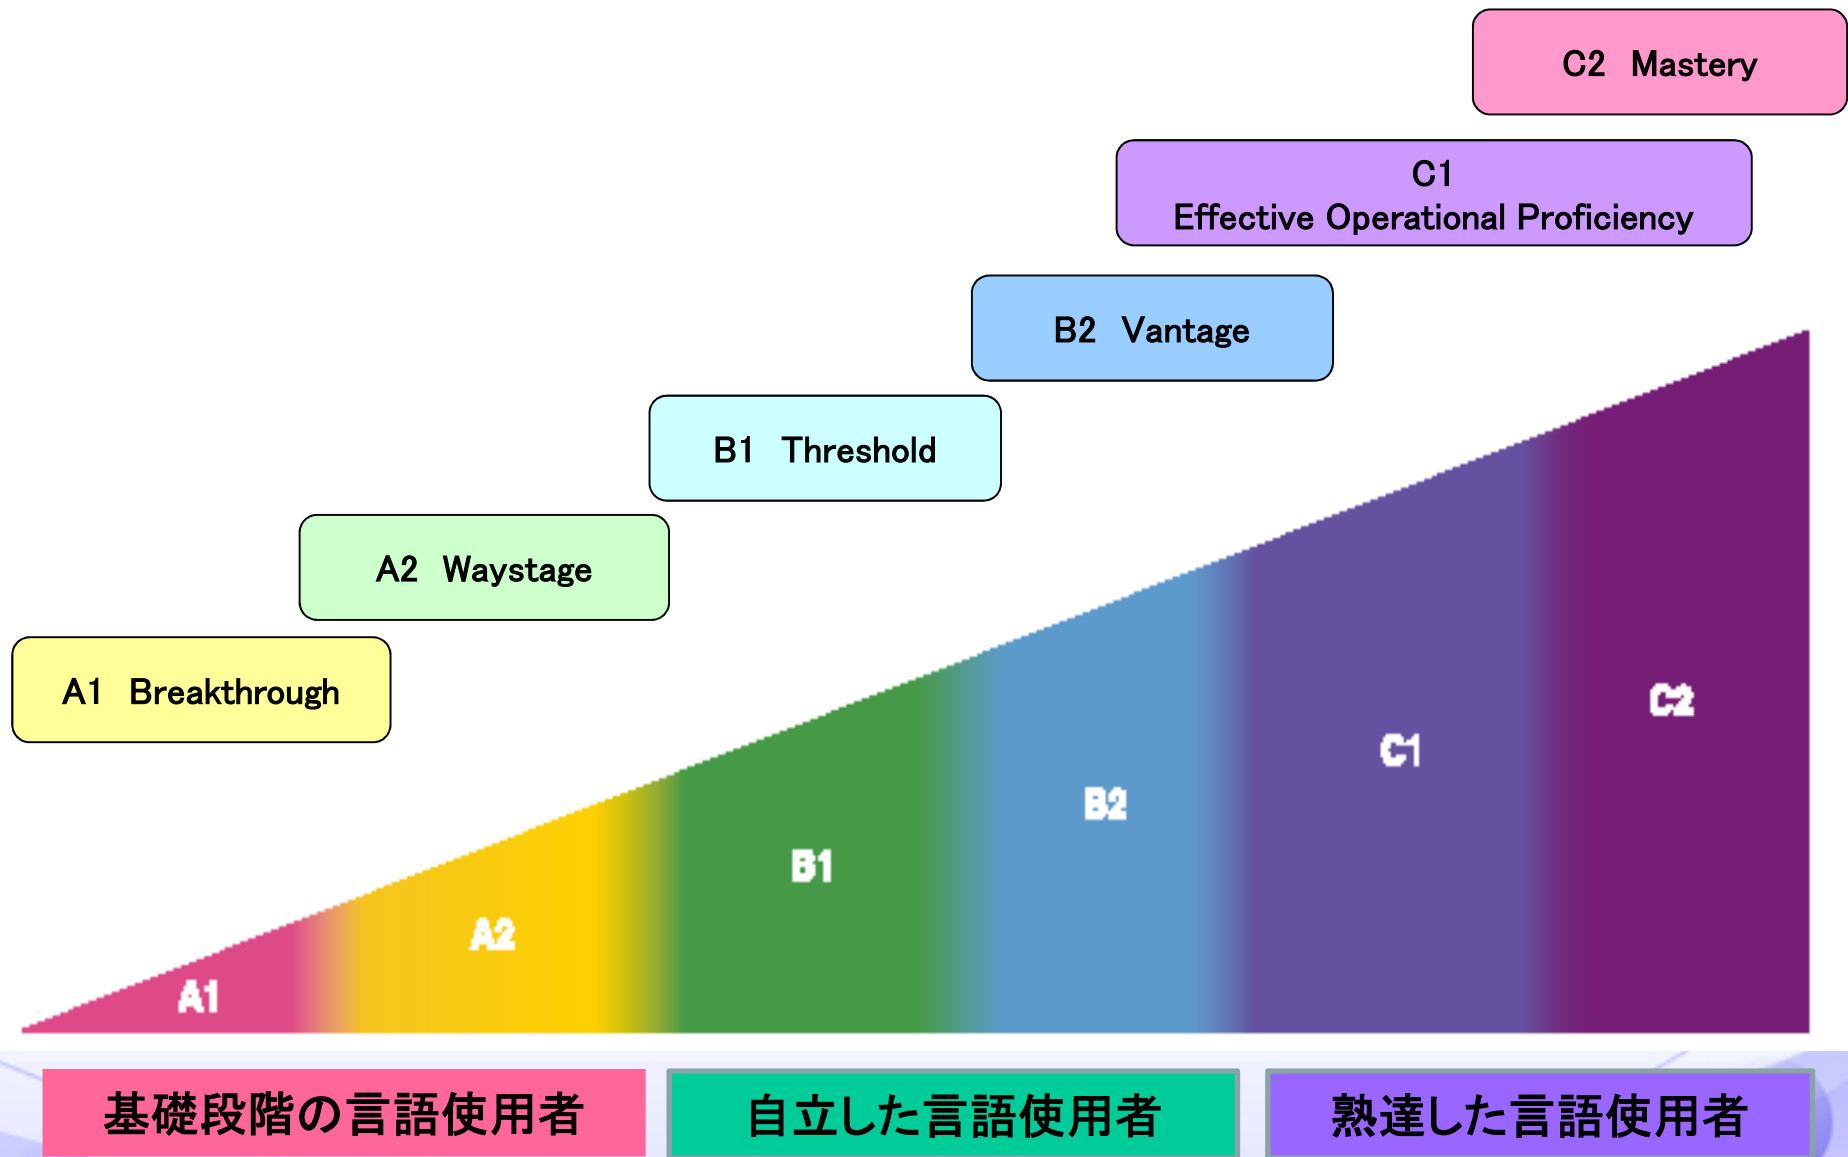 C2 Mastery
C1
Effective Operational Proficiency
B2 Vantage
B1 Threshold
A2 Waystage
A1 Breakthrough
C2
C1
B2
B1
A2
A1
基礎段階の言語使用者
自立した言語使用者
熟達した言語使用者